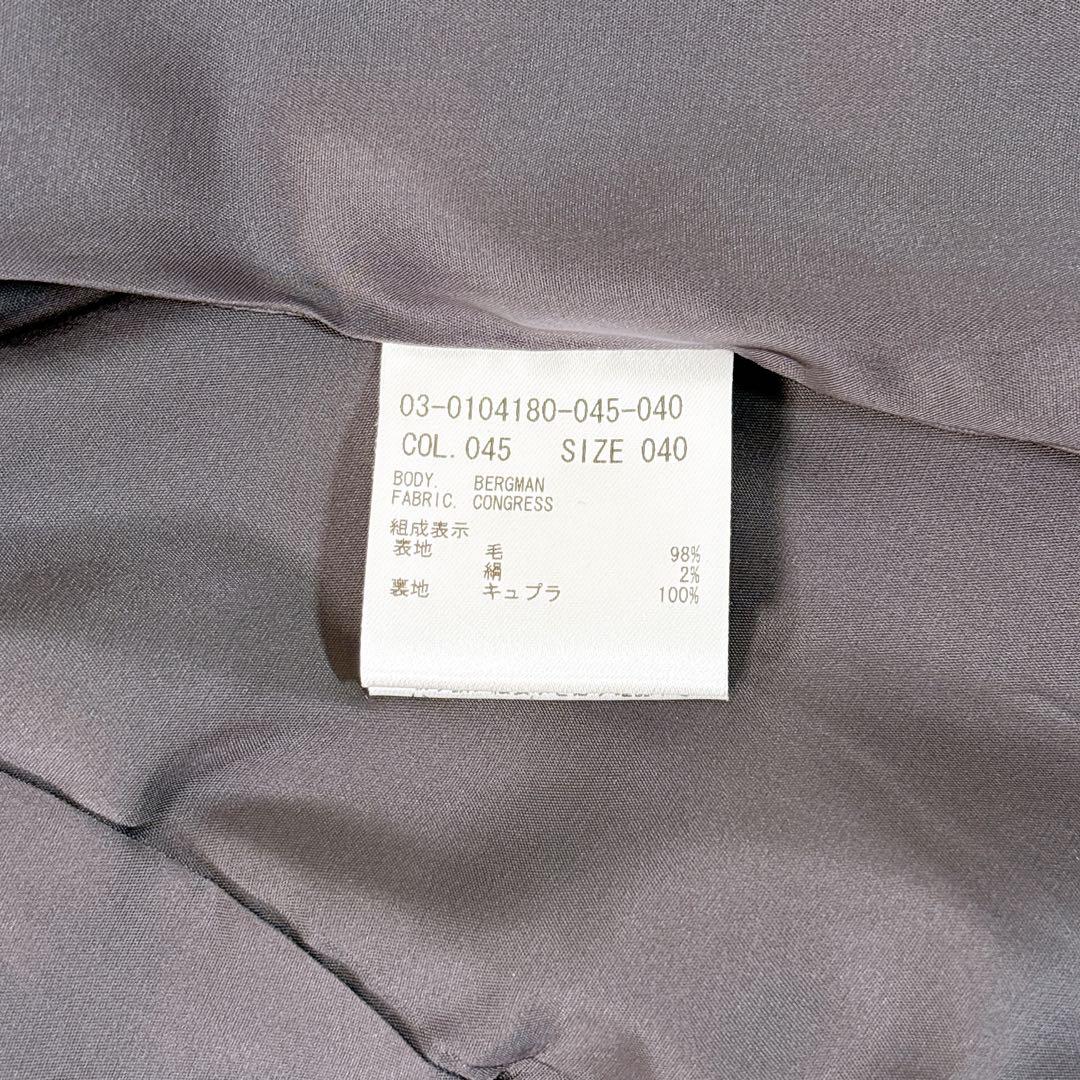 03-0104180-045-040
COL. 045 SIZE 040
BODY. BERGMAN
FABRIC. CONGRESS
組成表示
表地 毛 98%
絹 2%
裏地 キュプラ 100%